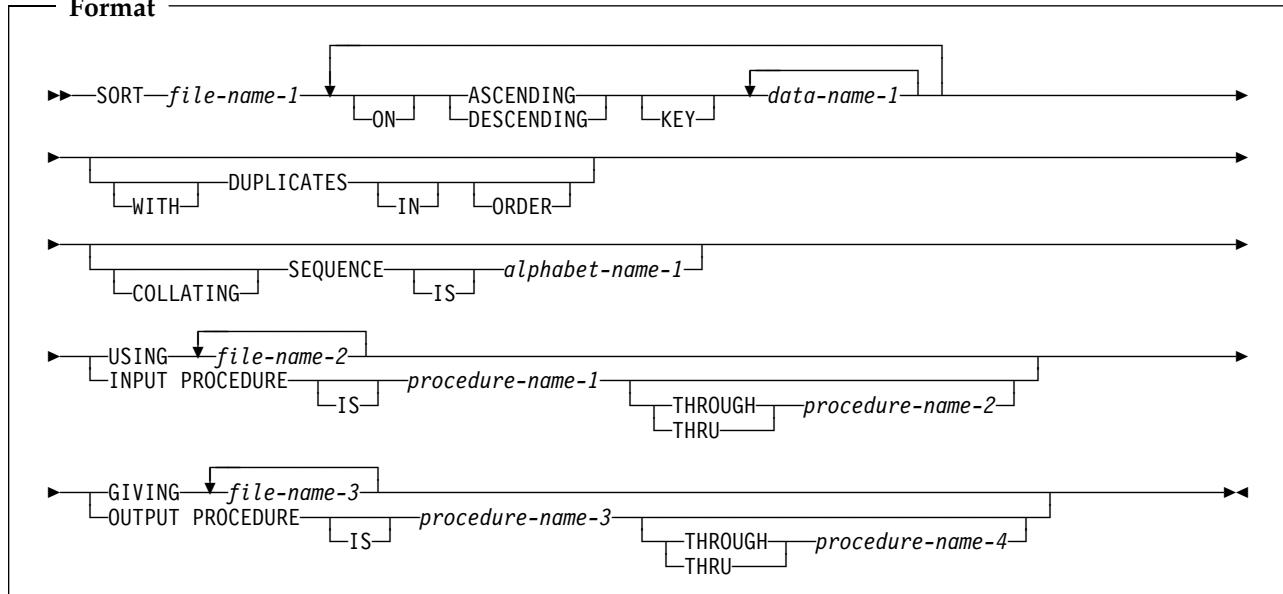 Format
SORT file-name-1 ASCENDING data-name-1
ON DESCENDING KEY
DUPLICATES
WITH IN ORDER
SEQUENCE alphabet-name-1
COLLATING IS
USING file-name-2
INPUT PROCEDURE procedure-name-1
IS THROUGH procedure-name-2
THRU
GIVING file-name-3
OUTPUT PROCEDURE procedure-name-3
IS THROUGH procedure-name-4
THRU